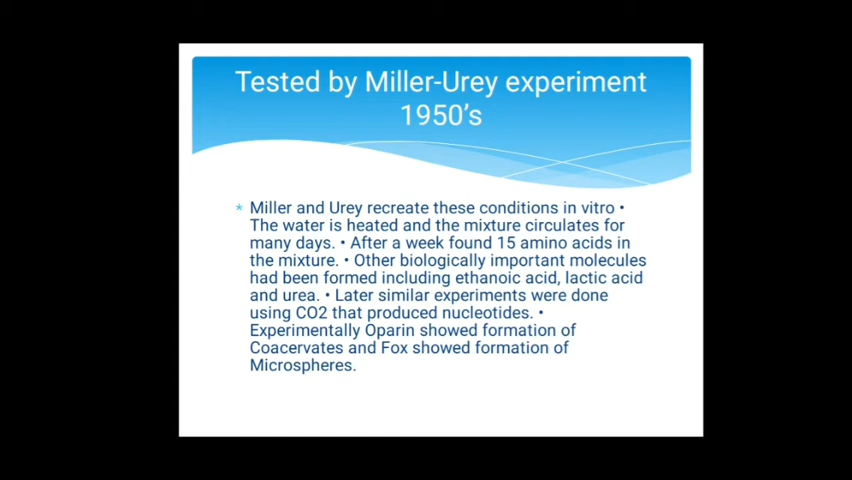 Tested by Miller-Urey experiment
1950's
* Miller and Urey recreate these conditions in vitro •
The water is heated and the mixture circulates for
many days. • After a week found 15 amino acids in
the mixture. • Other biologically important molecules
had been formed including ethanoic acid, lactic acid
and urea. • Later similar experiments were done
using CO2 that produced nucleotides. •
Experimentally Oparin showed formation of
Coacervates and Fox showed formation of
Microspheres.